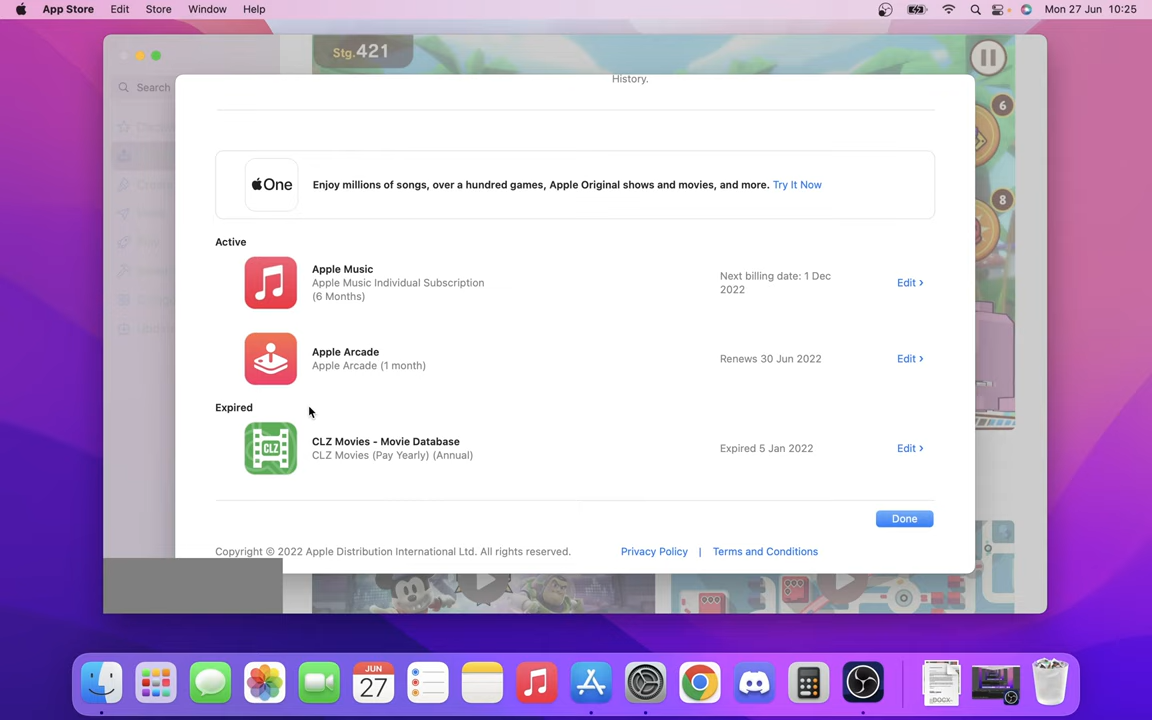 App Store Edit Store Window Help Mon 27 Jun 10:25
Stg.421
Search
6
8
History.
One
Enjoy millions of songs, over a hundred games, Apple Original shows and movies, and more. Try It Now
Active
Apple Music
Apple Music Individual Subscription
(6 Months)
Next billing date: 1 Dec
2022
Edit >
Apple Arcade
Apple Arcade (1 month)
Renews 30 Jun 2022
Edit >
Expired
CLZ
CLZ Movies - Movie Database
CLZ Movies (Pay Yearly) (Annual)
Expired 5 Jan 2022
Edit >
Done
Copyright © 2022 Apple Distribution International Ltd. All rights reserved. Privacy Policy | Terms and Conditions
JUN
27
.DOCX